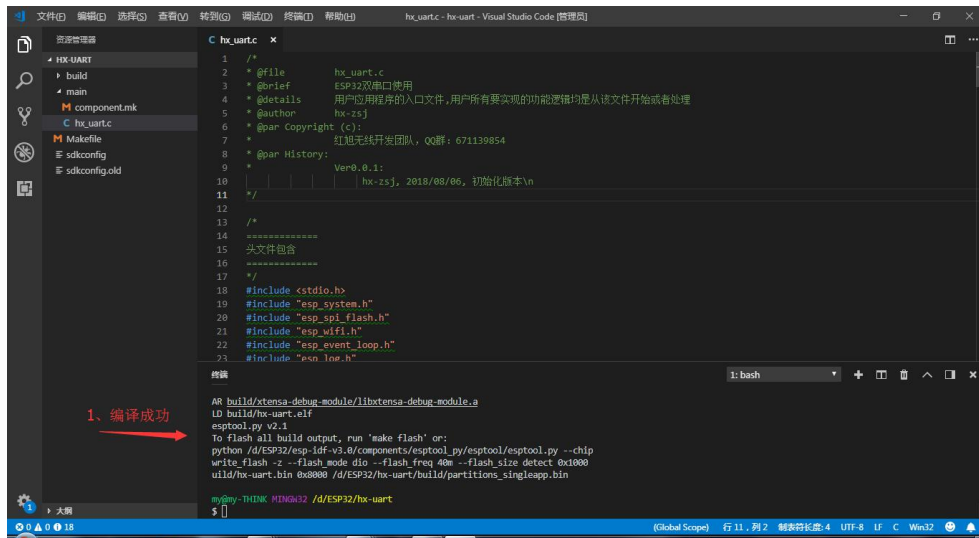 文件(F) 编辑(E) 选择(S) 查看(V) 转到(G) 调试(D) 终端(T) 帮助(H) hx_uart.c - hx-uart - Visual Studio Code [管理员]
资源管理器
HX-UART
build
main
M component.mk
C hx_uart.c
M Makefile
sdkconfig
sdkconfig.old
大纲
C hx_uart.c ×
1 /*
2 * @file hx_uart.c
3 * @brief ESP32双串口使用
4 * @details 用户应用程序的入口文件,用户所有要实现的功能逻辑均是从该文件开始或者处理
5 * @author hx-zsj
6 * @par Copyright (c):
7 * 红旭无线开发团队，QQ群：671139854
8 * @par History:
9 * Ver0.0.1:
10 hx-zsj, 2018/08/06, 初始化版本\n
11 */
12
13 /*
14 =============
15 头文件包含
16 =============
17 */
18 #include <stdio.h>
19 #include "esp_system.h"
20 #include "esp_spi_flash.h"
21 #include "esp_wifi.h"
22 #include "esp_event_loop.h"
23 #include "esp_log.h"
终端
1: bash
AR build/xtensa-debug-module/libxtensa-debug-module.a
LD build/hx-uart.elf
esptool.py v2.1
To flash all build output, run 'make flash' or:
python /d/ESP32/esp-idf-v3.0/components/esptool_py/esptool/esptool.py --chip
write_flash -z --flash_mode dio --flash_freq 40m --flash_size detect 0x1000
uild/hx-uart.bin 0x8000 /d/ESP32/hx-uart/build/partitions_singleapp.bin
my@my-THINK MINGW32 /d/ESP32/hx-uart
$
1、编译成功
1
0 0 18
(Global Scope) 行 11，列 2 制表符长度: 4 UTF-8 LF C Win32